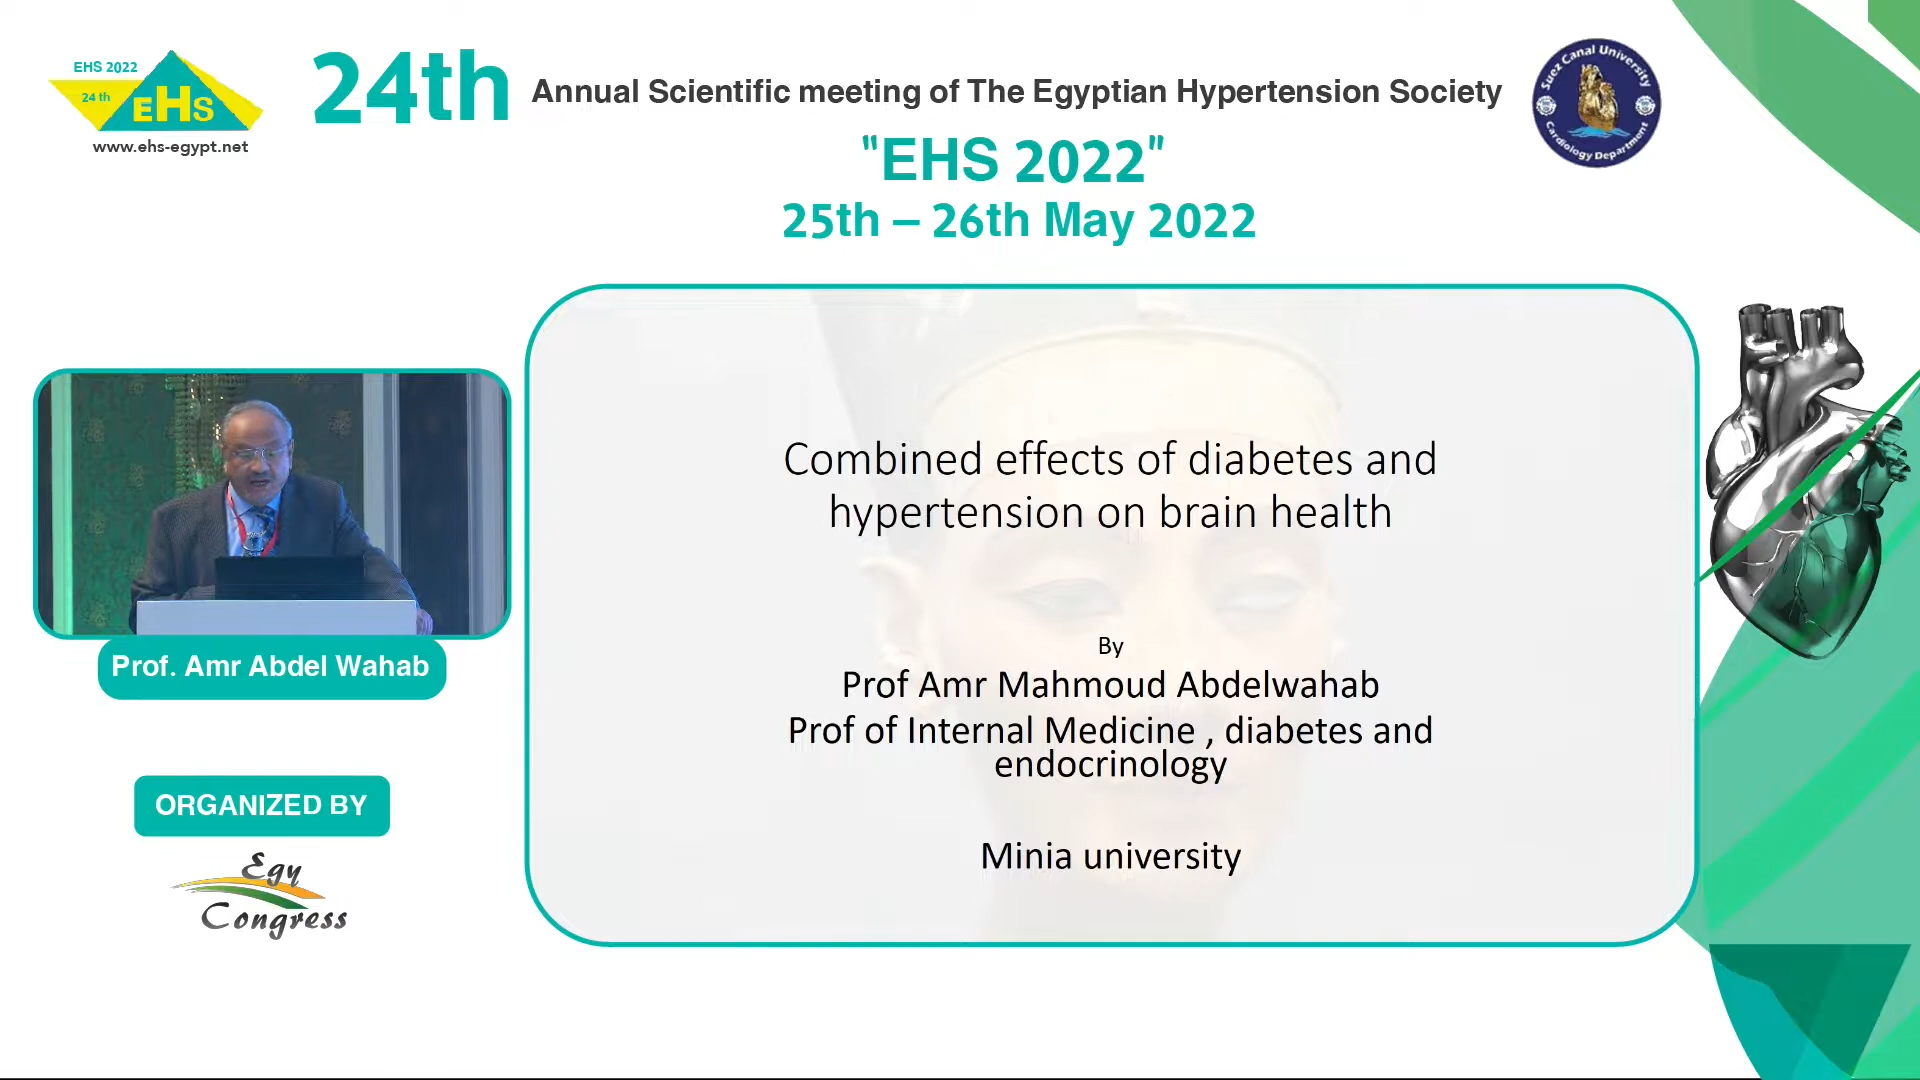 EHS 2022
24 th
EHS
www.ehs-egypt.net
24th Annual Scientific meeting of The Egyptian Hypertension Society
"EHS 2022"
25th – 26th May 2022
Suez Canal University
Cardiology Department
Combined effects of diabetes and
hypertension on brain health
By
Prof Amr Mahmoud Abdelwahab
Prof of Internal Medicine , diabetes and
endocrinology
Minia university
Prof. Amr Abdel Wahab
ORGANIZED BY
Egy
Congress